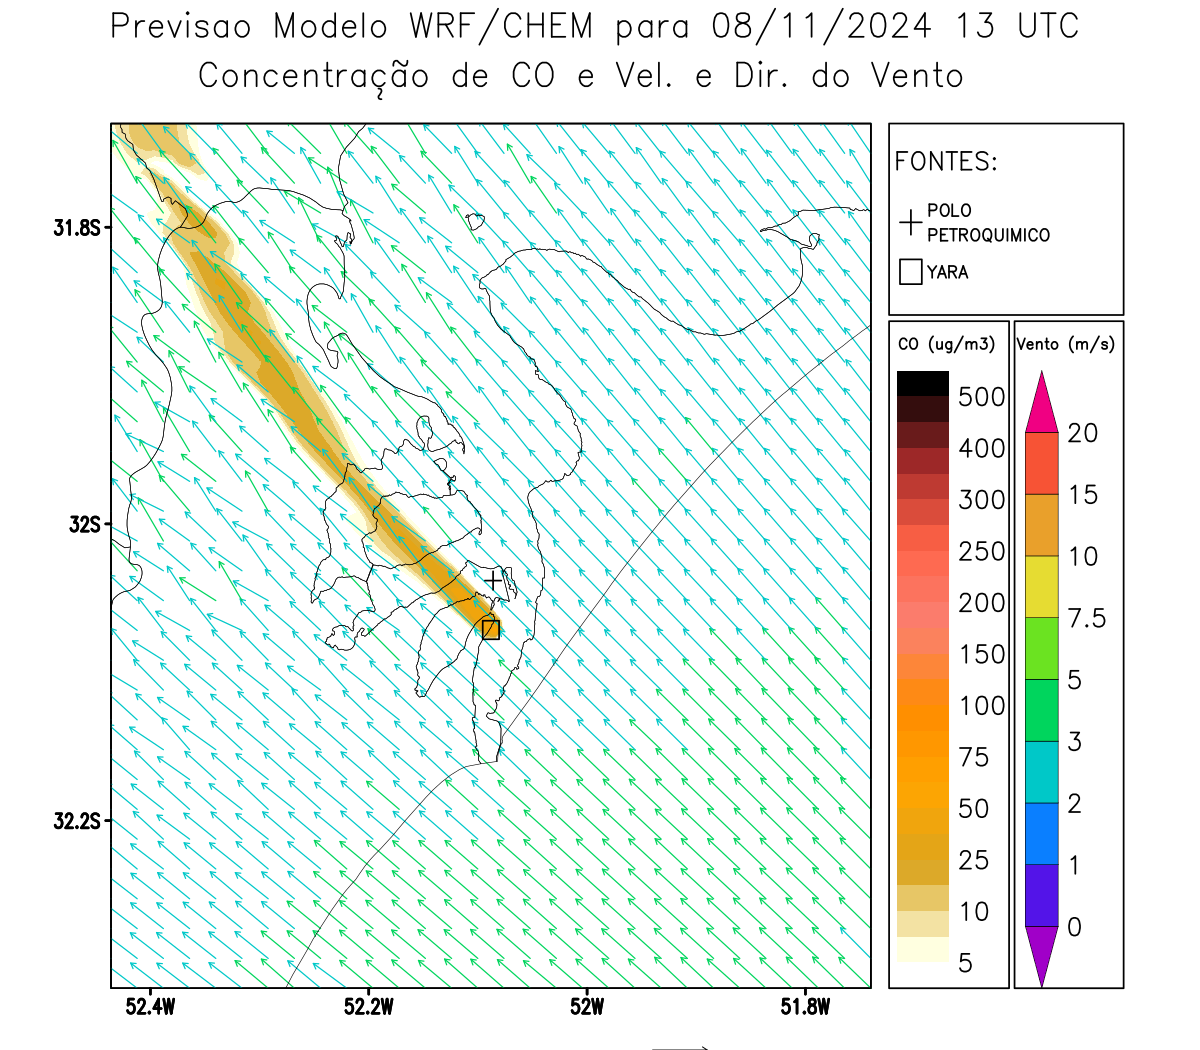 Previsao Modelo WRF/CHEM para 08/11/2024 13 UTC
Concentração de CO e Vel. e Dir. do Vento
FONTES:
POLO
PETROQUIMICO
YARA
CO (ug/m3)
500
400
300
250
200
150
100
75
50
25
10
5
Vento (m/s)
20
15
10
7.5
5
3
2
1
0
31.8S
32S
32.2S
52.4W
52.2W
52W
51.8W